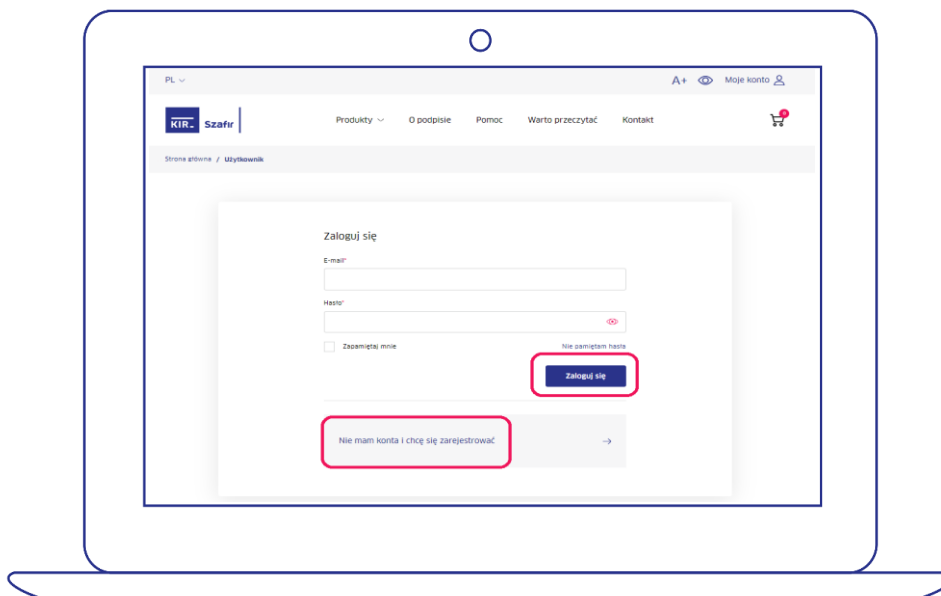 PL
A+ Moje konto
KIR Szafir
Produkty O podpisie Pomoc Warto przeczytać Kontakt
Strona główna / Użytkownik
Zaloguj się
E-mail*
Hasło*
Zapamiętaj mnie
Nie pamiętam hasła
Zaloguj się
Nie mam konta i chcę się zarejestrować